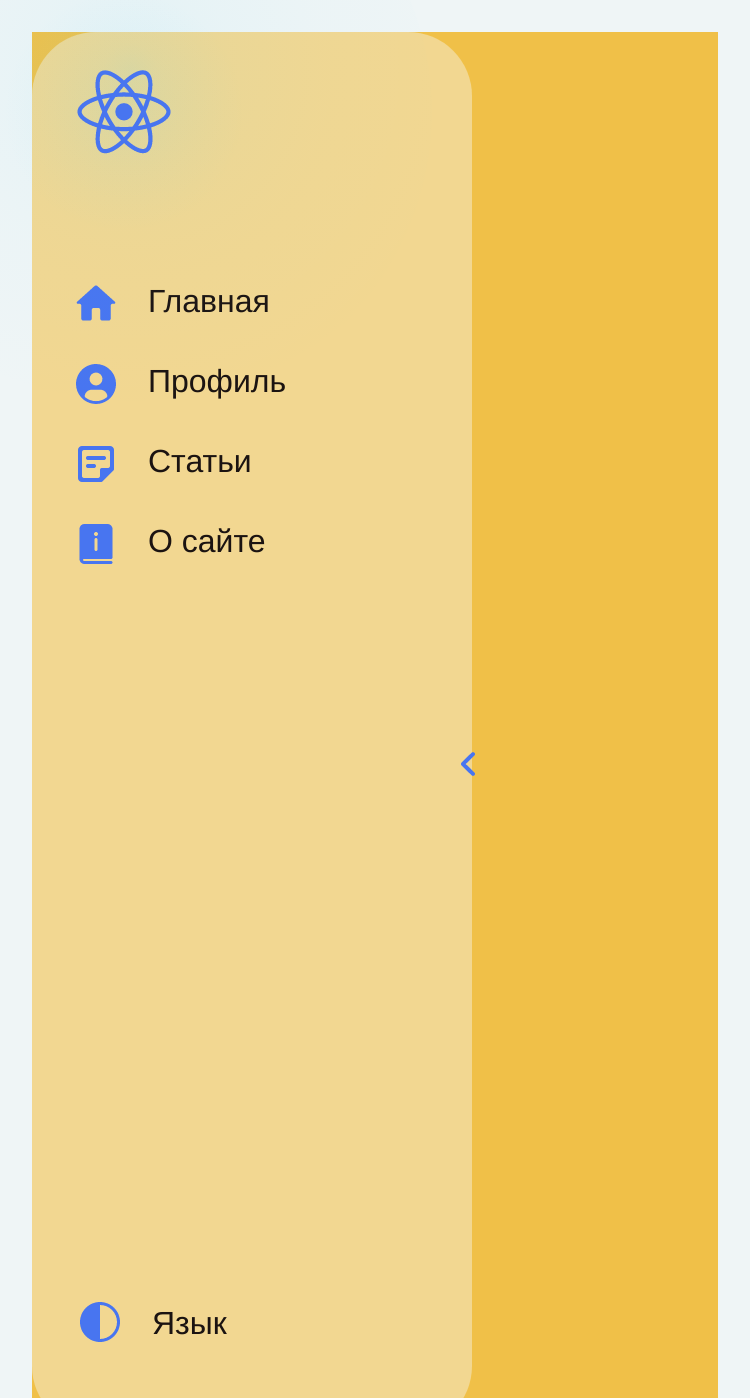 Главная
Профиль
Статьи
О сайте
Язык